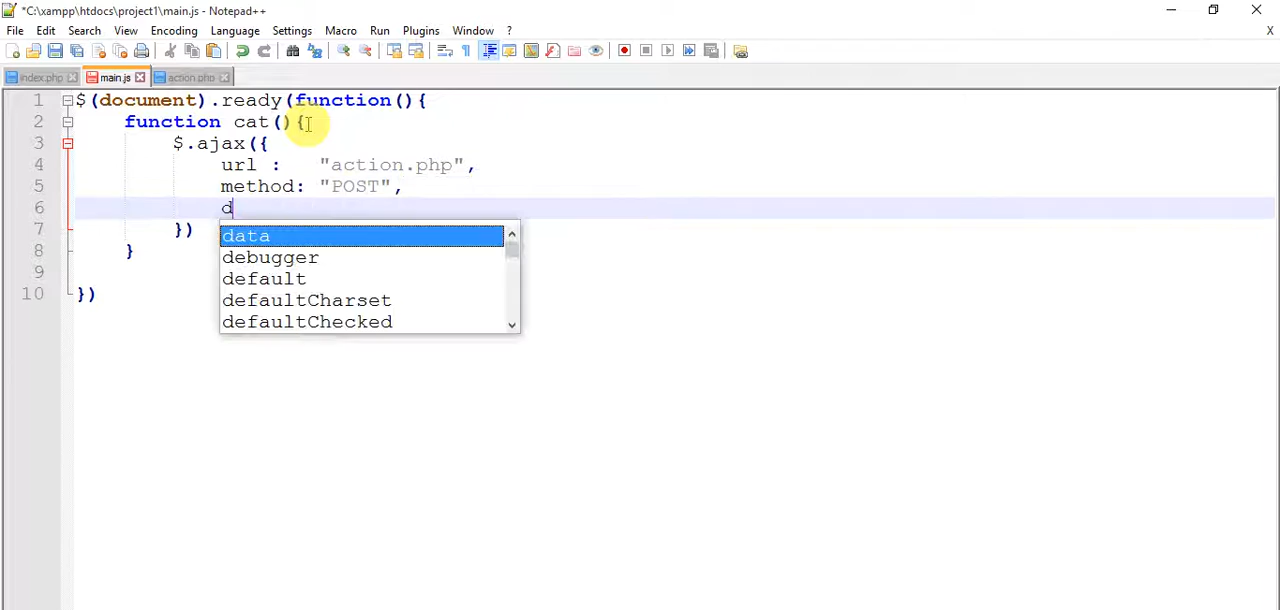 *C:\xampp\htdocs\project1\main.js - Notepad++
File Edit Search View Encoding Language Settings Macro Run Plugins Window ? X
index.php main.js action.php
1 $(document).ready(function(){
2 function cat(){
3 $.ajax({
4 url : "action.php",
5 method: "POST",
6 d
data
7 })
debugger
8 }
default
9
defaultCharset
10 })
defaultChecked